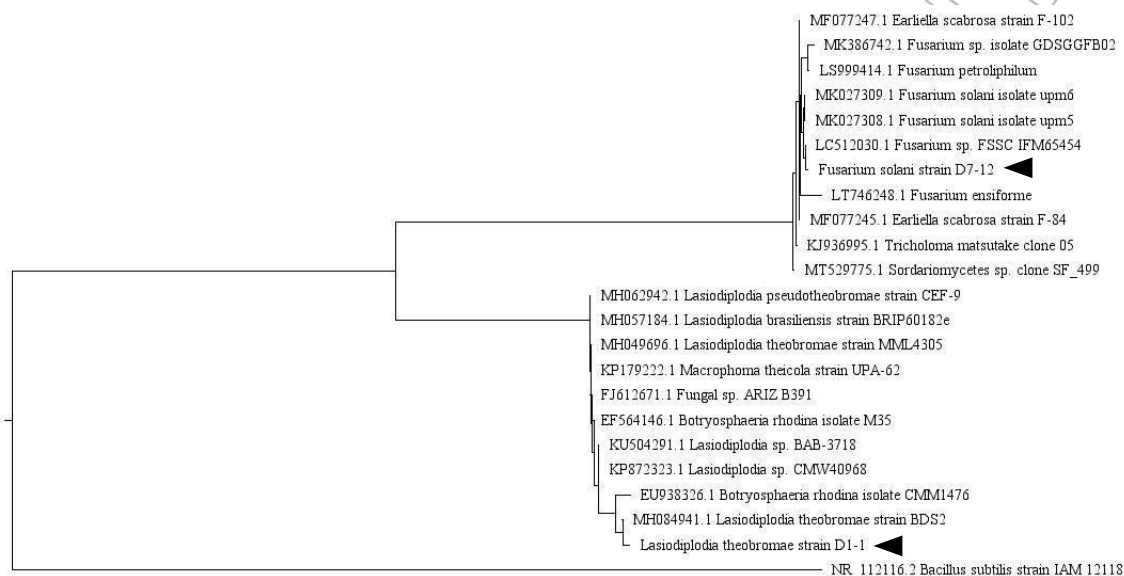 MF077247.1 Earliella scabrosa strain F-102
MK386742.1 Fusarium sp. isolate GDSGGFB02
LS999414.1 Fusarium petroliphilum
MK027309.1 Fusarium solani isolate upm6
MK027308.1 Fusarium solani isolate upm5
LC512030.1 Fusarium sp. FSSC IFM65454
Fusarium solani strain D7-12
LT746248.1 Fusarium ensiforme
MF077245.1 Earliella scabrosa strain F-84
KJ936995.1 Tricholoma matsutake clone 05
MT529775.1 Sordariomycetes sp. clone SF_499
MH062942.1 Lasiodiplodia pseudotheobromae strain CEF-9
MH057184.1 Lasiodiplodia brasiliensis strain BRIP60182e
MH049696.1 Lasiodiplodia theobromae strain MML4305
KP179222.1 Macrophoma theicola strain UPA-62
FJ612671.1 Fungal sp. ARIZ B391
EF564146.1 Botryosphaeria rhodina isolate M35
KU504291.1 Lasiodiplodia sp. BAB-3718
KP872323.1 Lasiodiplodia sp. CMW40968
EU938326.1 Botryosphaeria rhodina isolate CMM1476
MH084941.1 Lasiodiplodia theobromae strain BDS2
Lasiodiplodia theobromae strain D1-1
NR 112116.2 Bacillus subtilis strain IAM 12118